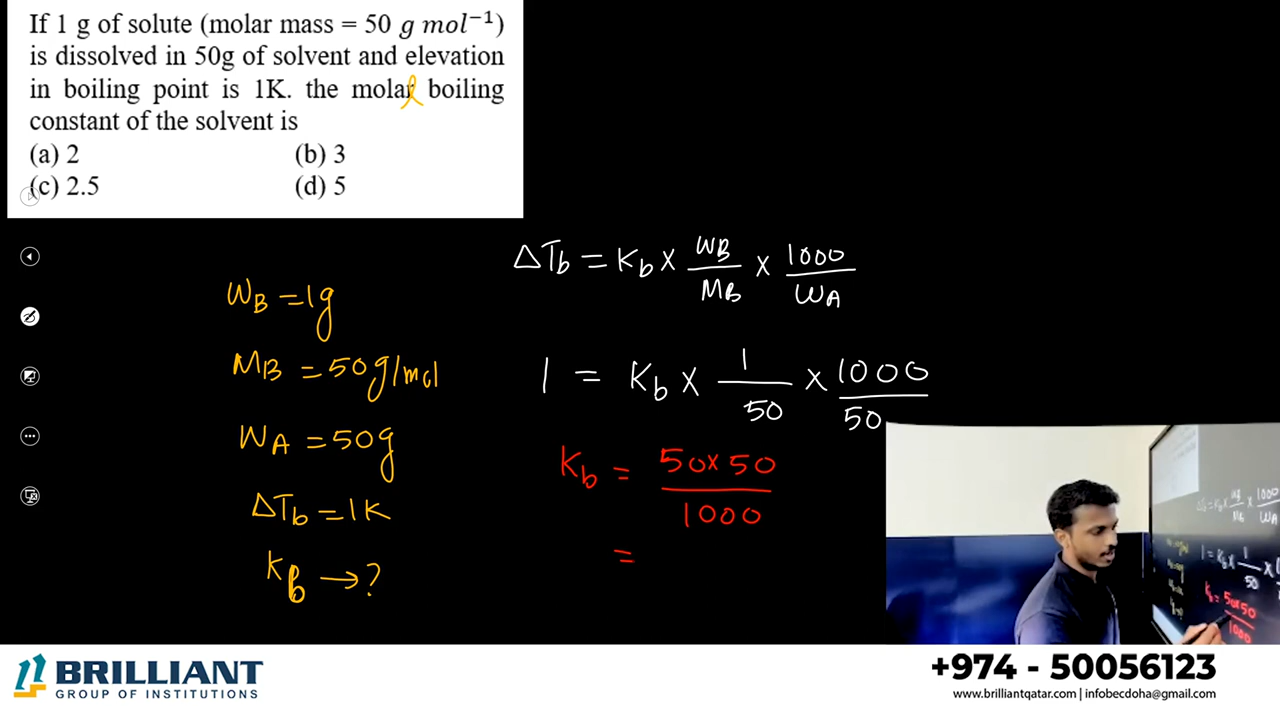 If 1 g of solute (molar mass = 50 g mol⁻¹)
is dissolved in 50g of solvent and elevation
in boiling point is 1K. the molal boiling
constant of the solvent is
(a) 2 (b) 3
(c) 2.5 (d) 5
WB = 1g
MB = 50g/mol
WA = 50g
ΔTb = 1K
Kb → ?
ΔTb = Kb × WB/MB × 1000/WA
1 = Kb × 1/50 × 1000/50
Kb = 50×50/1000
=
BRILLIANT
GROUP OF INSTITUTIONS
+974 - 50056123
www.brilliantqatar.com | infobecdoha@gmail.com